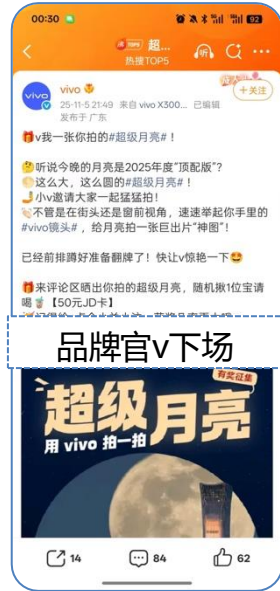 00:30
92
TOP5 超...
热搜TOP5
听
vivo
vivo
25-11-5 21:49 来自 vivo X300... 已编辑
发布于 广东
+关注
v我一张你拍的#超级月亮#！
听说今晚的月亮是2025年度“顶配版”？
这么大，这么圆的#超级月亮#！
小v邀请大家一起猛猛拍！
不管是在街头还是窗前视角，速速举起你手里的
#vivo镜头#，给月亮拍一张巨出片“神图”！
已经前排蹲好准备翻牌了！快让v惊艳一下
来评论区晒出你拍的超级月亮，随机揪1位宝请
喝【50元JD卡】
品牌官v下场
有奖征集
超级月亮
用 vivo 拍一拍
14
84
62